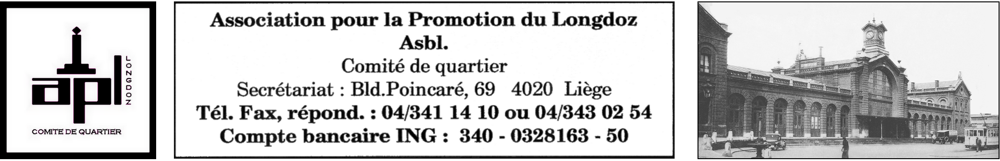 apl
LONGDOZ
COMITE DE QUARTIER
Association pour la Promotion du Longdoz
Asbl.
Comité de quartier
Secrétariat : Bld.Poincaré, 69 4020 Liège
Tél. Fax, répond. : 04/341 14 10 ou 04/343 02 54
Compte bancaire ING : 340 - 0328163 - 50